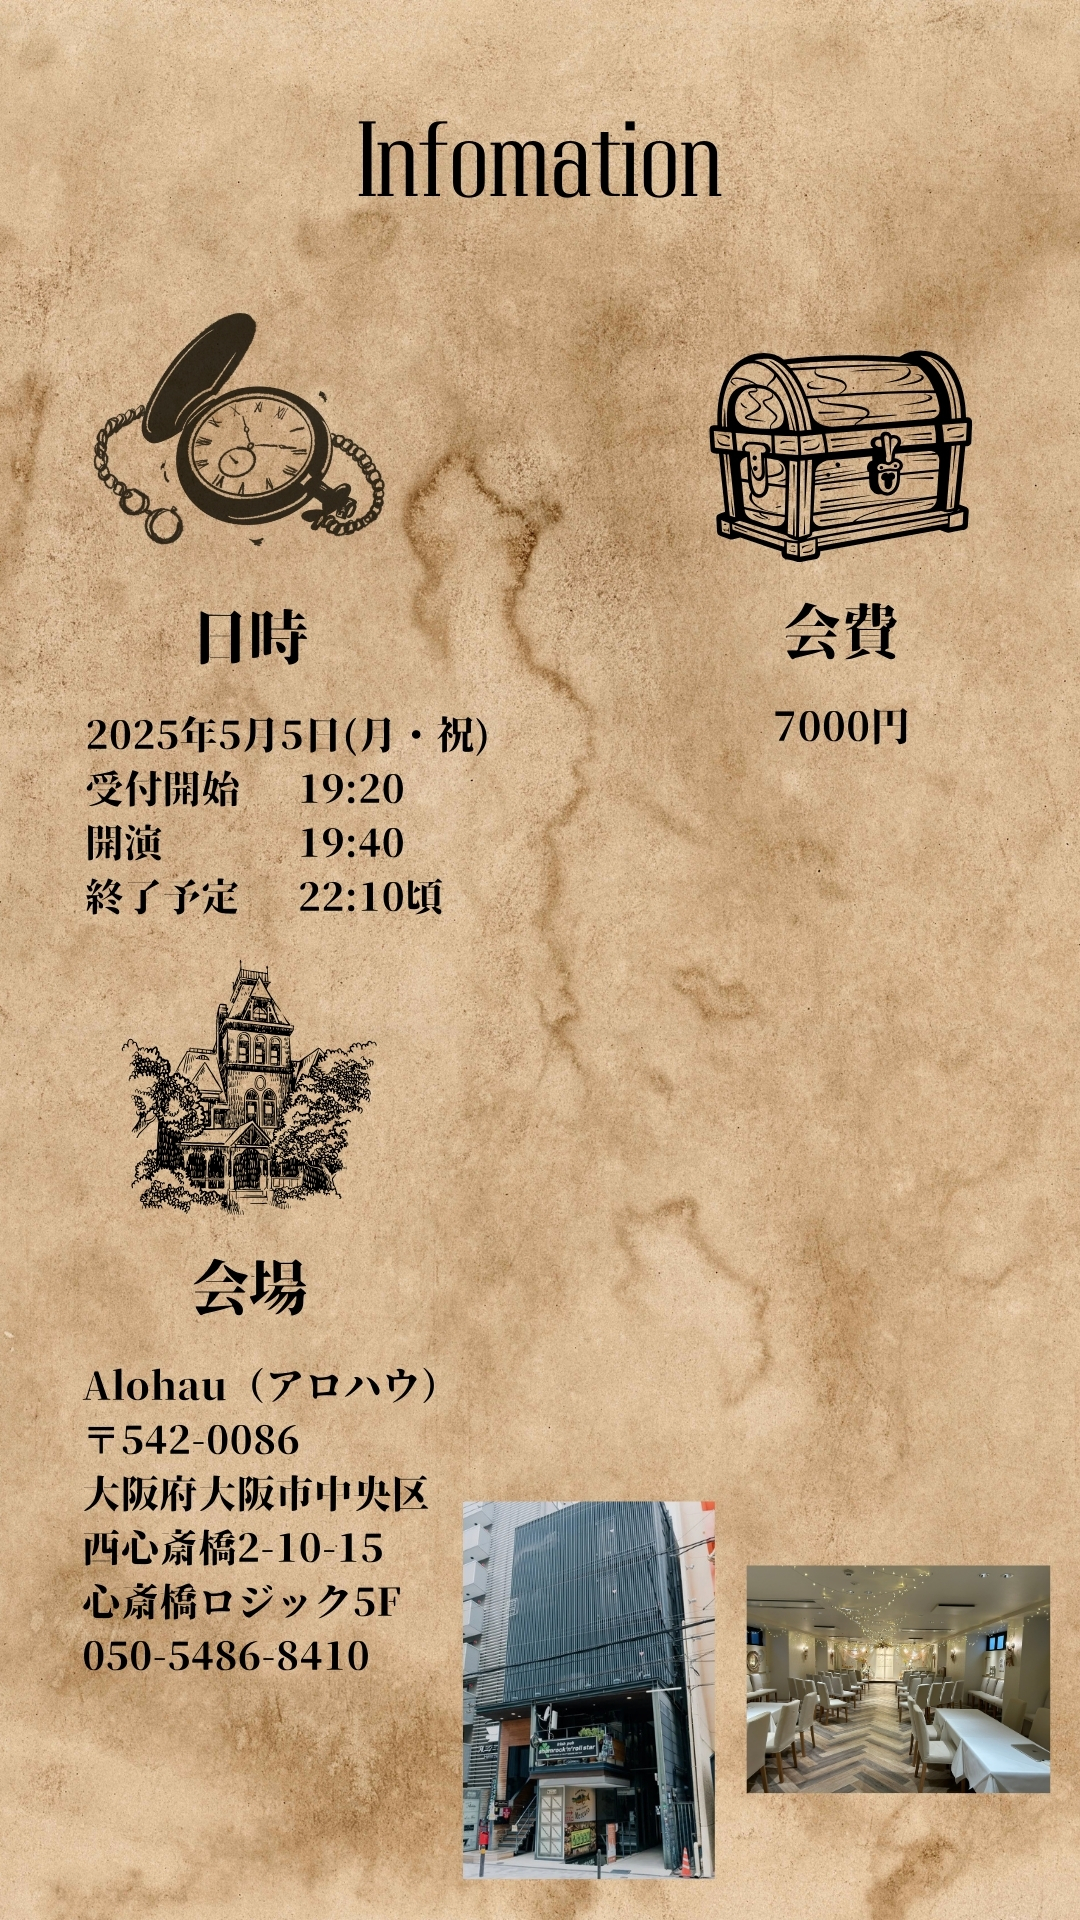 Infomation
日時
2025年5月5日(月・祝)
受付開始 19:20
開演 19:40
終了予定 22:10頃
会費
7000円
会場
Alohau（アロハウ）
〒542-0086
大阪府大阪市中央区
西心斎橋2-10-15
心斎橋ロジック5F
050-5486-8410